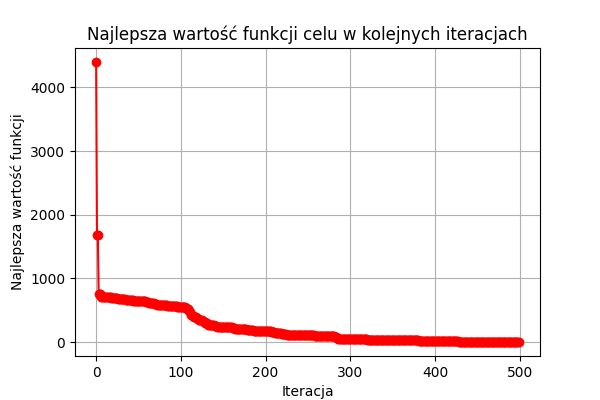 Najlepsza wartość funkcji celu w kolejnych iteracjach
Najlepsza wartość funkcji
4000
3000
2000
1000
0
0 100 200 300 400 500
Iteracja